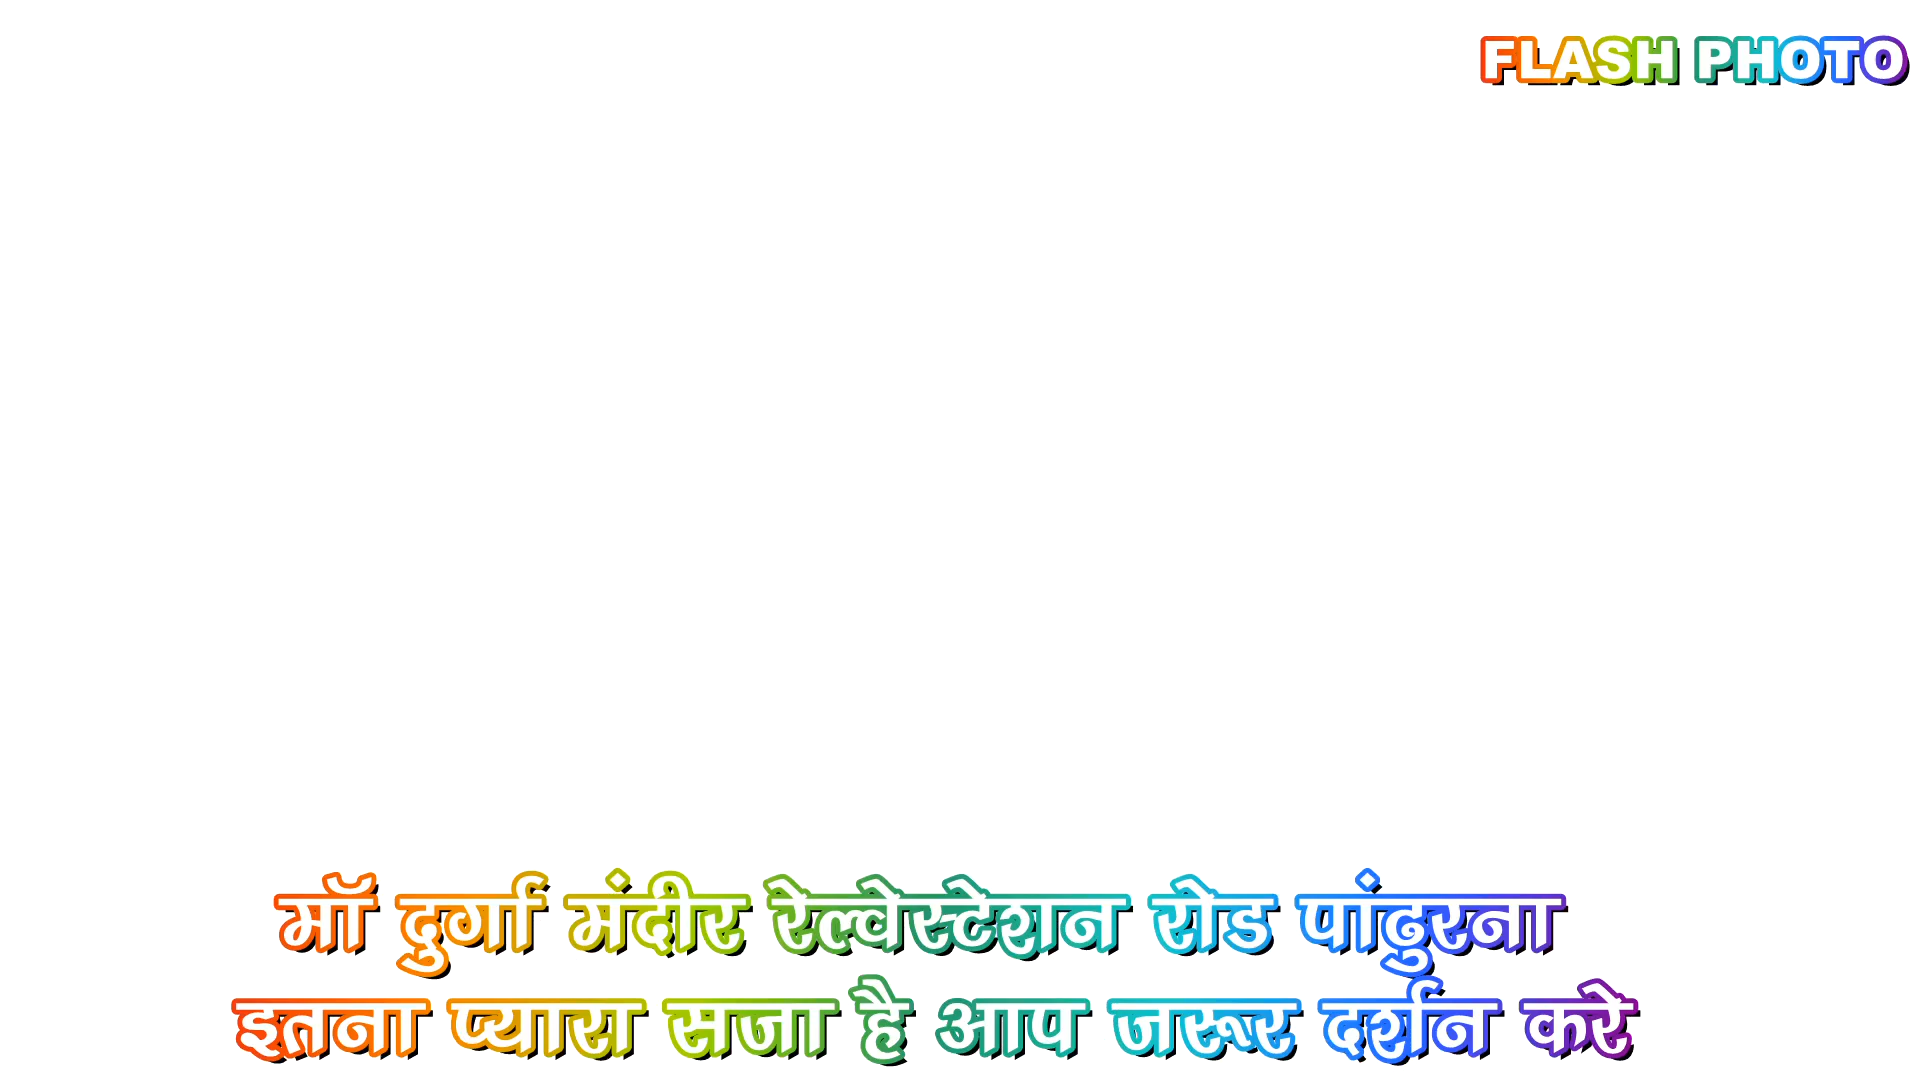 FLASH PHOTO
माॅ दुर्गा मंदीर रेल्वेस्टेशन रोड पांढुरना
इतना प्यारा सजा है आप जरूर दर्शन करे